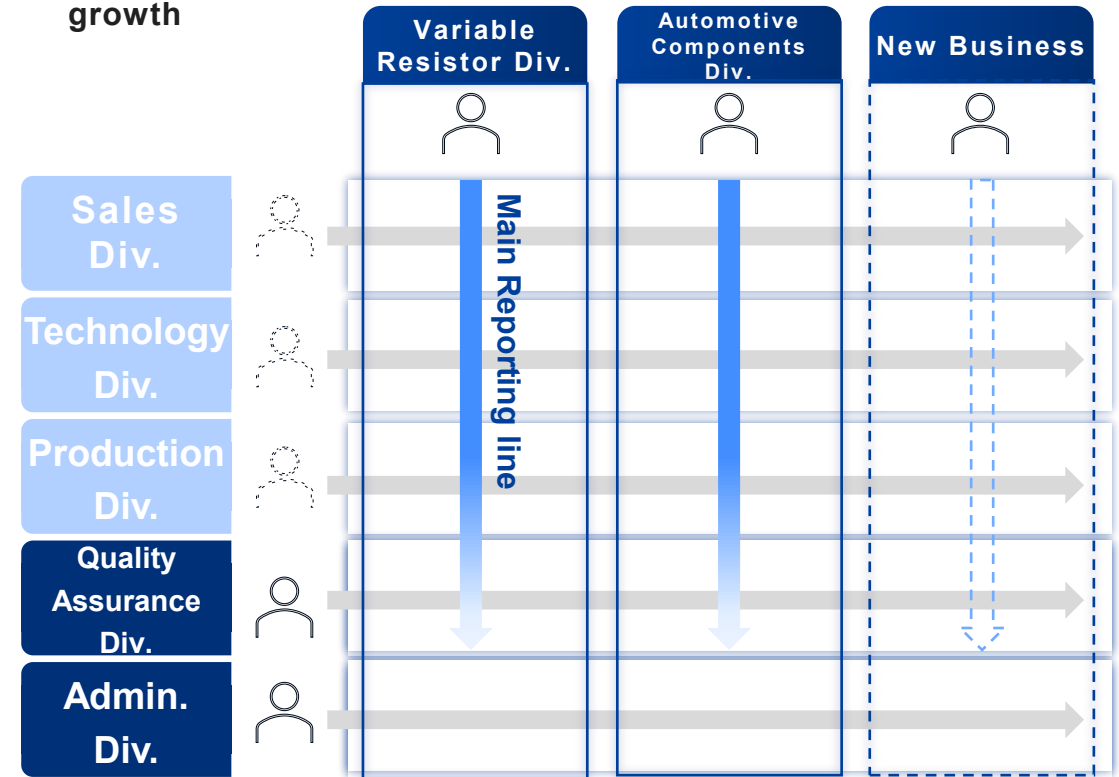 growth
Variable
Resistor Div.
Automotive
Components
Div.
New Business
Main Reporting line
Sales
Div.
Technology
Div.
Production
Div.
Quality
Assurance
Div.
Admin.
Div.